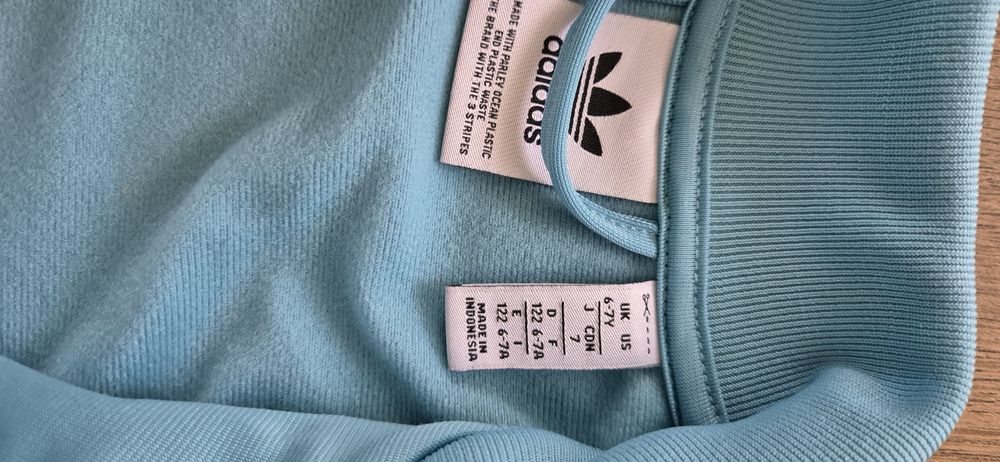 adidas
MADE WITH PARLEY OCEAN PLASTIC
END PLASTIC WASTE
THE BRAND WITH THE 3 STRIPES
UK US
6-7Y
J CDN
7
D F
122 6-7A
E I
122 6-7A
MADE IN
INDONESIA